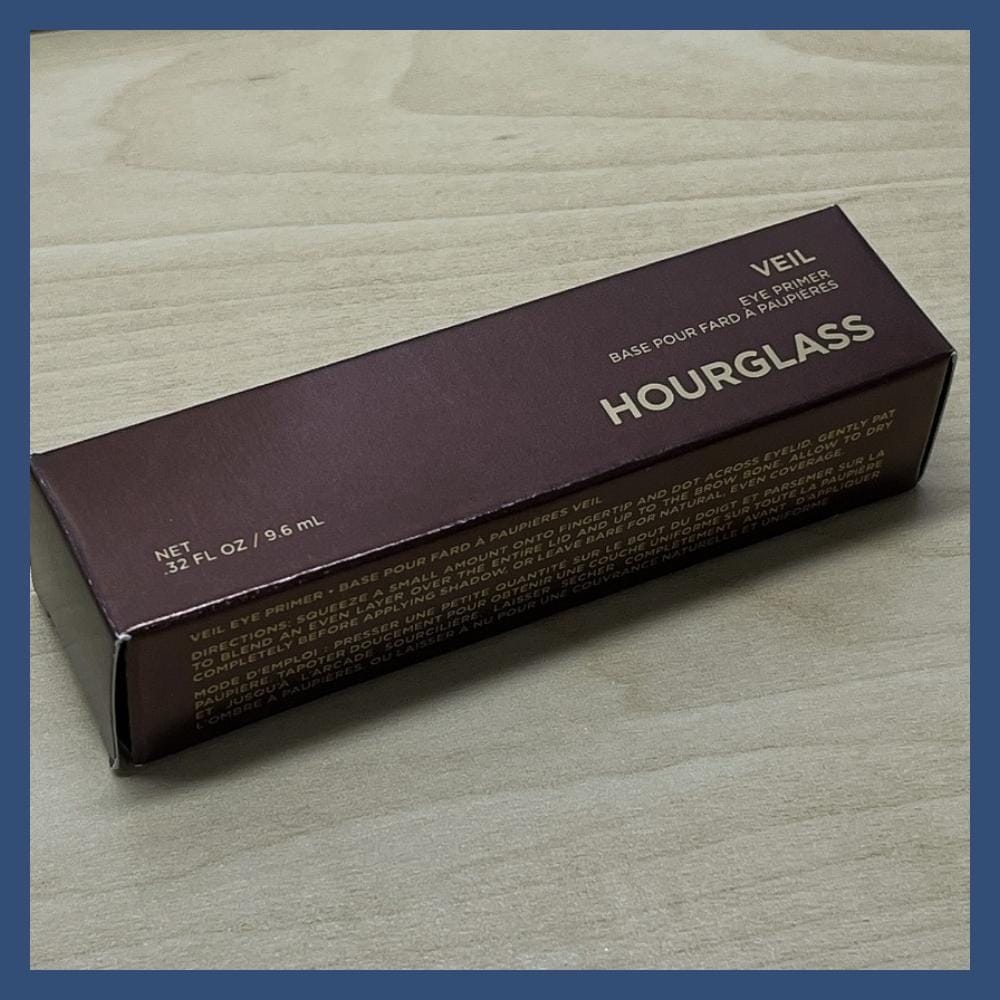 VEIL
EYE PRIMER
BASE POUR FARD À PAUPIÈRES
HOURGLASS
NET
.32 FL OZ / 9.6 mL
VEIL EYE PRIMER • BASE POUR FARD À PAUPIÈRES VEIL
DIRECTIONS: SQUEEZE A SMALL AMOUNT ONTO FINGERTIP AND DOT ACROSS EYELID. GENTLY PAT
TO BLEND AN EVEN LAYER OVER THE ENTIRE LID AND UP TO THE BROW BONE. ALLOW TO DRY
COMPLETELY BEFORE APPLYING SHADOW, OR LEAVE BARE FOR NATURAL, EVEN COVERAGE.
MODE D'EMPLOI : PRESSER UNE PETITE QUANTITÉ SUR LE BOUT DU DOIGT ET PARSEMER SUR LA
PAUPIÈRE. TAPOTER DOUCEMENT POUR OBTENIR UNE COUCHE UNIFORME SUR TOUTE LA PAUPIÈRE
ET JUSQU'À L'ARCADE SOURCILIÈRE. LAISSER SÉCHER COMPLÈTEMENT AVANT D'APPLIQUER
L'OMBRE À PAUPIÈRES, OU LAISSER À NU POUR UNE COUVRANCE NATURELLE ET UNIFORME.